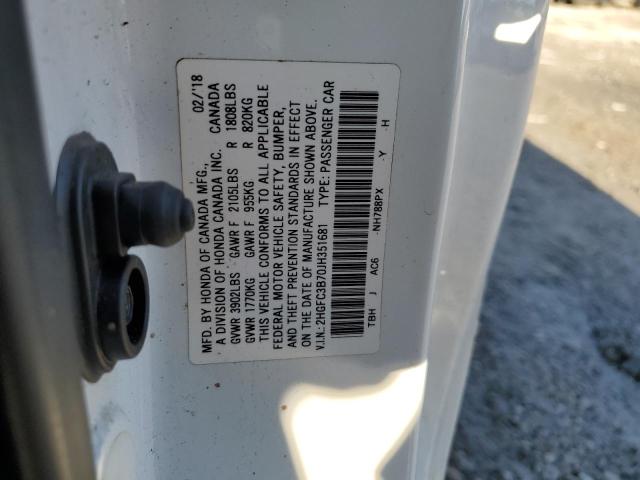 MFD. BY HONDA OF CANADA MFG., 02/'18
A DIVISION OF HONDA CANADA INC. CANADA
GVWR 3902LBS GAWR F 2105LBS R 1808LBS
GVWR 1770KG GAWR F 955KG R 820KG
THIS VEHICLE CONFORMS TO ALL APPLICABLE
FEDERAL MOTOR VEHICLE SAFETY, BUMPER,
AND THEFT PREVENTION STANDARDS IN EFFECT
ON THE DATE OF MANUFACTURE SHOWN ABOVE.
V.I.N.:2HGFC3B70JH351681 TYPE: PASSENGER CAR
NH788PX
TBH J AC6 Y H